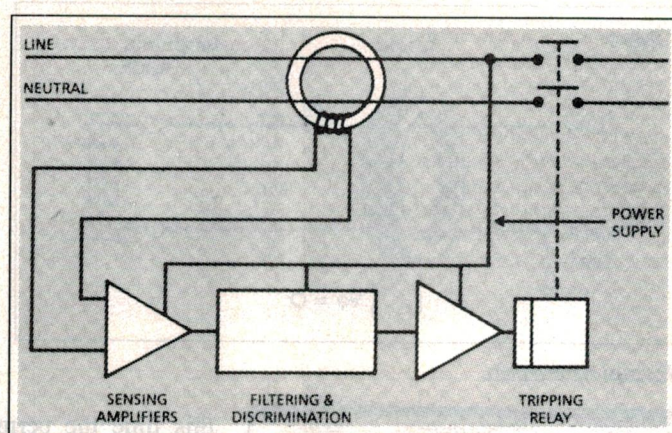 LINE
NEUTRAL
POWER
SUPPLY
SENSING
AMPLIFIERS
FILTERING &
DISCRIMINATION
TRIPPING
RELAY